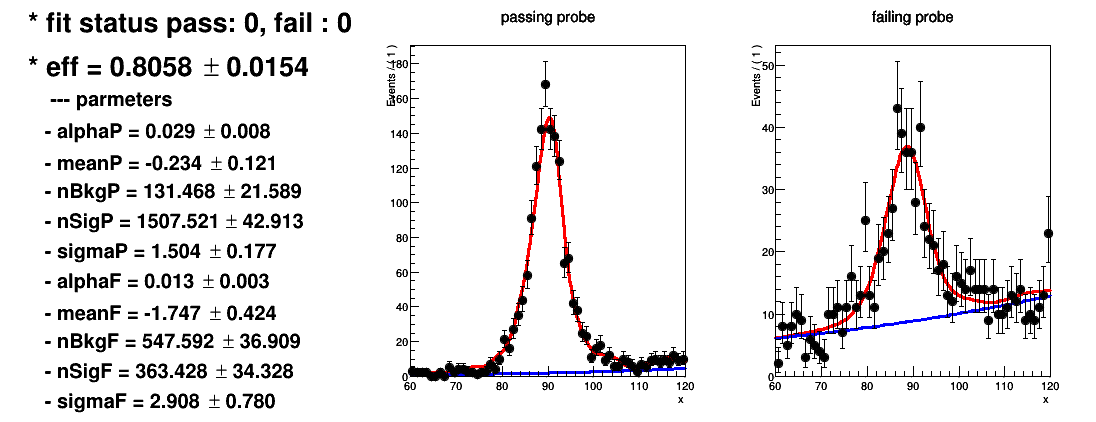 * fit status pass: 0, fail : 0
* eff = 0.8058 ± 0.0154
--- parmeters
- alphaP = 0.029 ± 0.008
- meanP = -0.234 ± 0.121
- nBkgP = 131.468 ± 21.589
- nSigP = 1507.521 ± 42.913
- sigmaP = 1.504 ± 0.177
- alphaF = 0.013 ± 0.003
- meanF = -1.747 ± 0.424
- nBkgF = 547.592 ± 36.909
- nSigF = 363.428 ± 34.328
- sigmaF = 2.908 ± 0.780
passing probe
Events / ( 1 )
180
160
140
120
100
80
60
40
20
0
60 70 80 90 100 110 120
x
failing probe
Events / ( 1 )
50
40
30
20
10
0
60 70 80 90 100 110 120
x